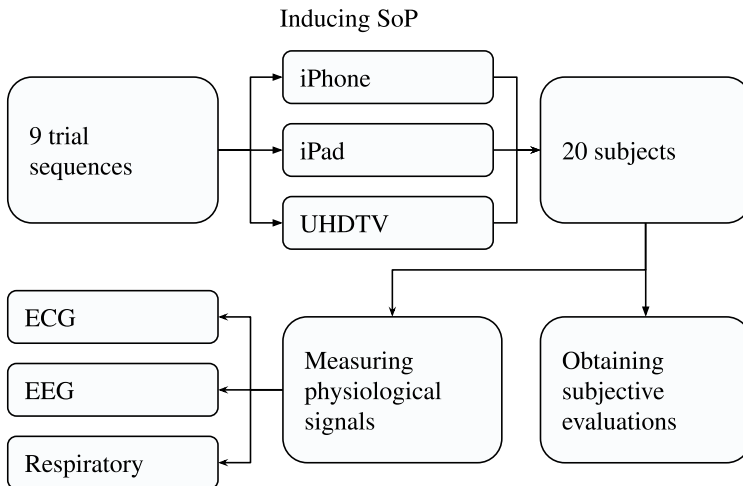 Inducing SoP
9 trial
sequences
iPhone
iPad
UHDTV
20 subjects
ECG
EEG
Respiratory
Measuring
physiological
signals
Obtaining
subjective
evaluations